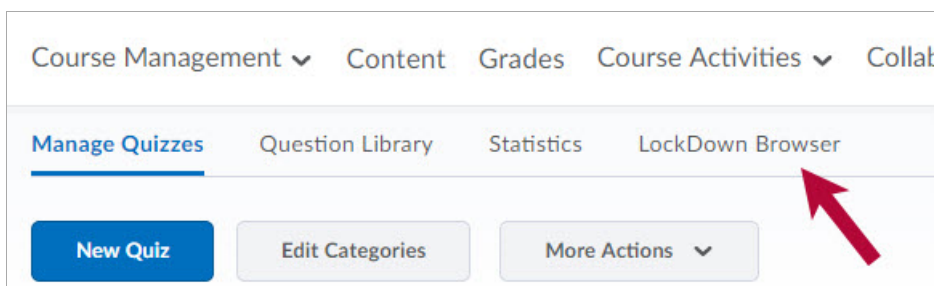 Course Management Content Grades Course Activities
Manage Quizzes Question Library Statistics LockDown Browser
New Quiz Edit Categories More Actions